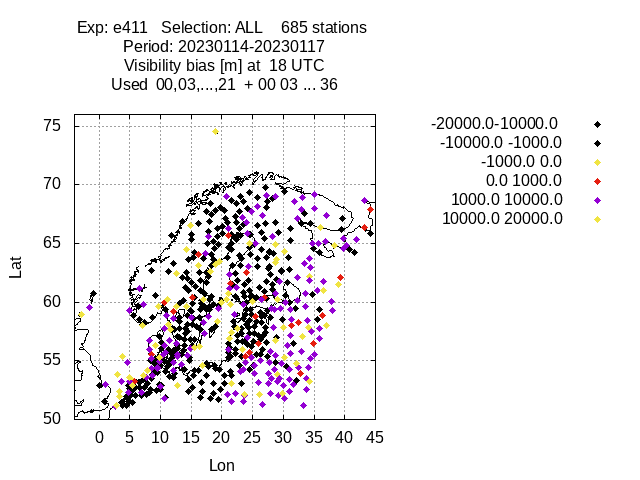 Exp: e411   Selection: ALL    685 stations
Period: 20230114-20230117
Visibility bias [m] at  18 UTC
Used  00,03,...,21  + 00 03 ... 36
-20000.0-10000.0
-10000.0 -1000.0
-1000.0 0.0
0.0 1000.0
1000.0 10000.0
10000.0 20000.0
75
70
65
60
55
50
Lat
0 5 10 15 20 25 30 35 40 45
Lon